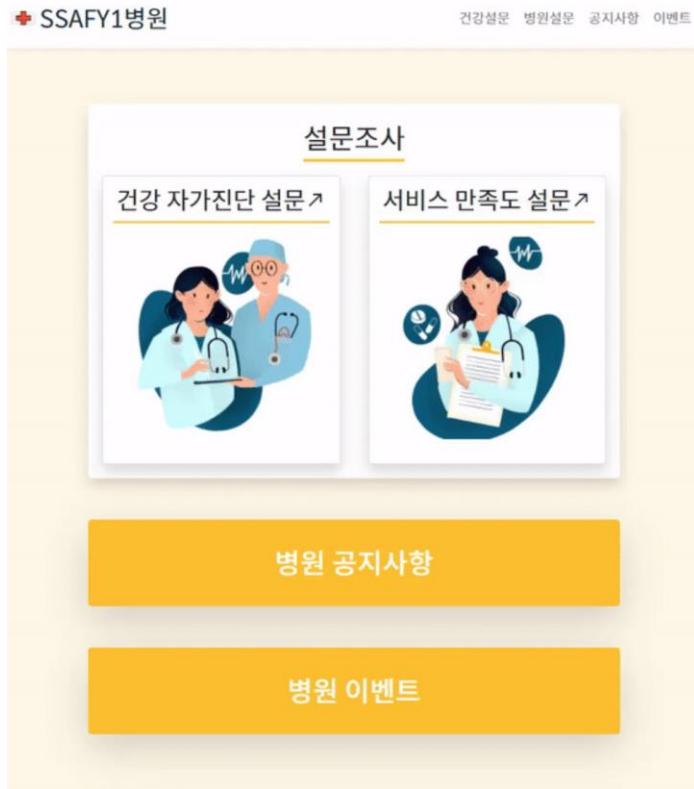 SSAFY1병원
건강설문 병원설문 공지사항 이벤트
설문조사
건강 자가진단 설문↗
서비스 만족도 설문↗
병원 공지사항
병원 이벤트